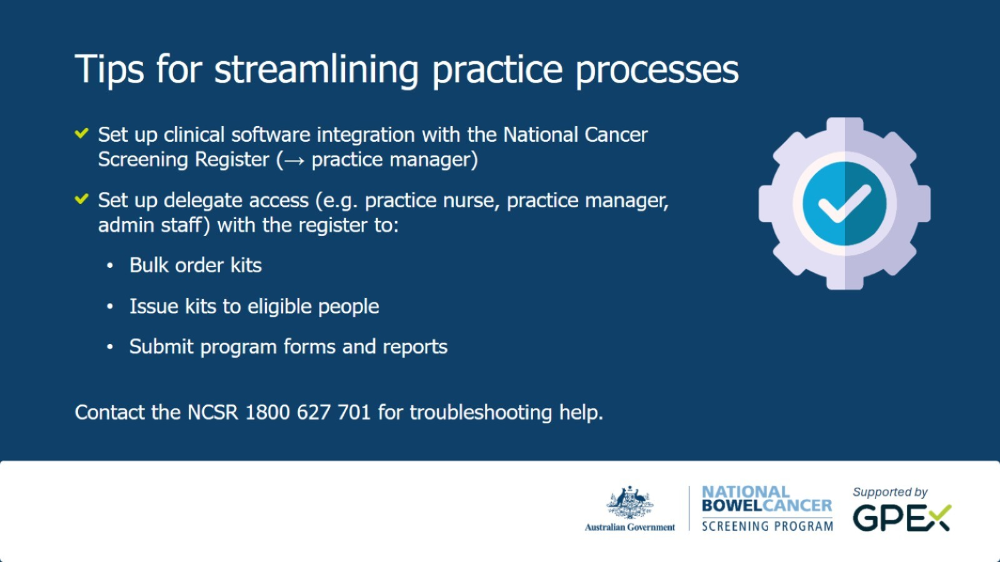 Tips for streamlining practice processes
Set up clinical software integration with the National Cancer
Screening Register (→ practice manager)
Set up delegate access (e.g. practice nurse, practice manager,
admin staff) with the register to:
• Bulk order kits
• Issue kits to eligible people
• Submit program forms and reports
Contact the NCSR 1800 627 701 for troubleshooting help.
Australian Government
NATIONAL
BOWELCANCER
SCREENING PROGRAM
Supported by
GPEX